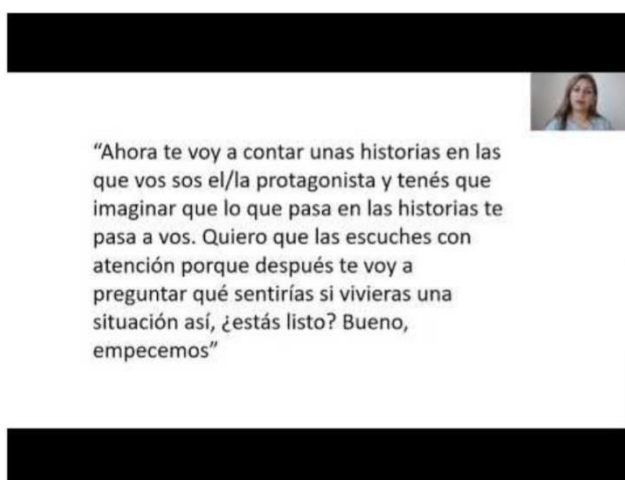 “Ahora te voy a contar unas historias en las
que vos sos el/la protagonista y tenés que
imaginar que lo que pasa en las historias te
pasa a vos. Quiero que las escuches con
atención porque después te voy a
preguntar qué sentirías si vivieras una
situación así, ¿estás listo? Bueno,
empecemos”